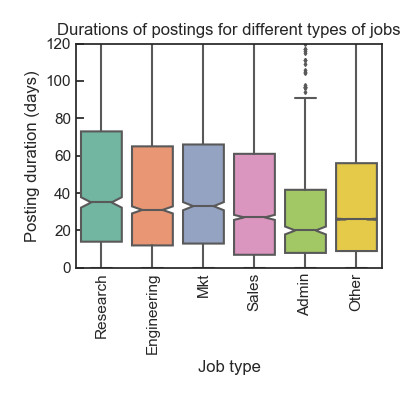 Durations of postings for different types of jobs
Posting duration (days)
120
100
80
60
40
20
0
Research
Engineering
Mkt
Sales
Admin
Other
Job type